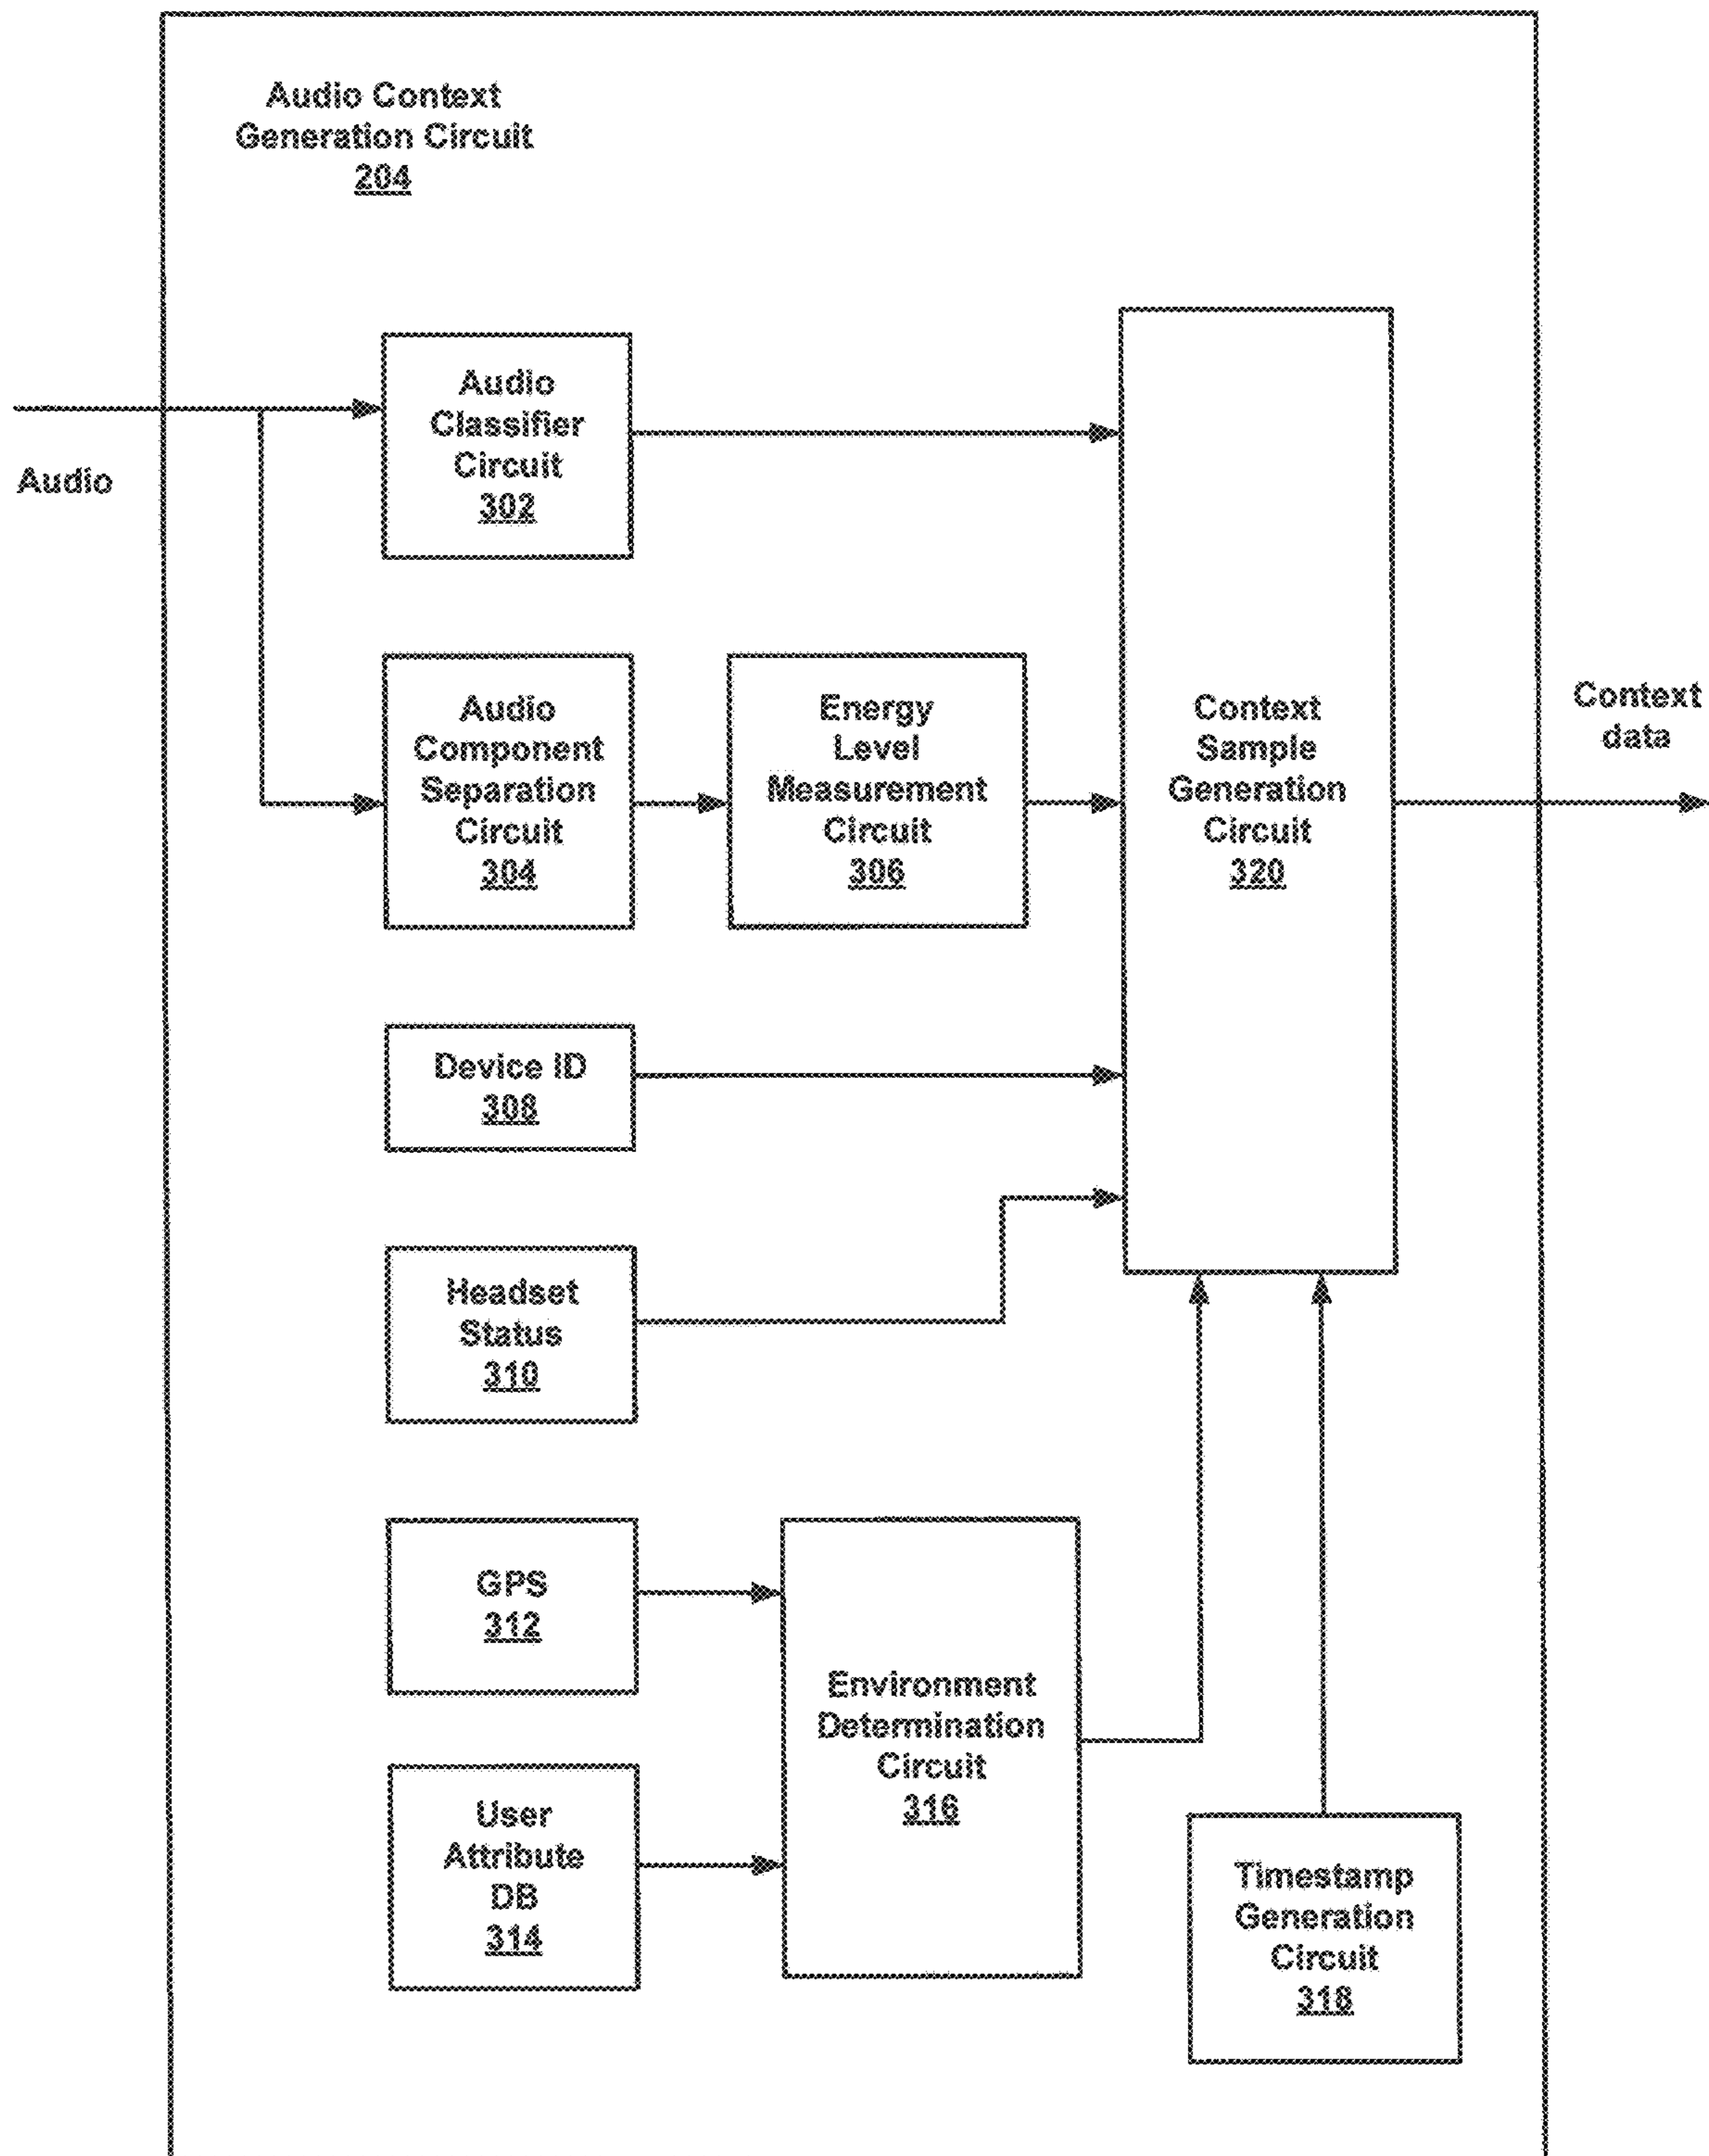 Audio Context
Generation Circuit
204
Audio
Classifier
Circuit
302
Audio
Audio
Component
Separation
Circuit
304
Energy
Level
Measurement
Circuit
306
Context
Sample
Generation
Circuit
320
Context
data
Device ID
308
Headset
Status
310
GPS
312
User
Attribute
DB
314
Environment
Determination
Circuit
316
Timestamp
Generation
Circuit
318